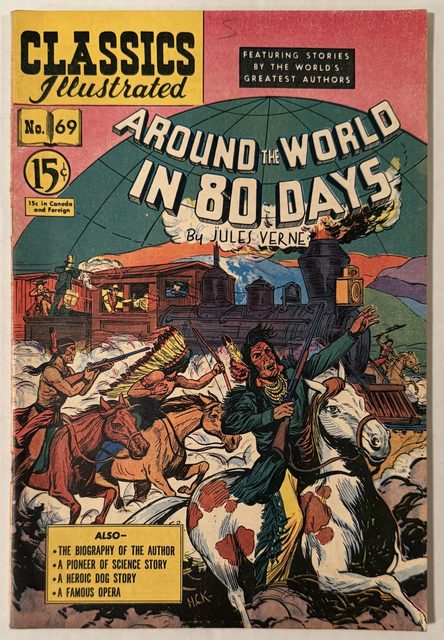 CLASSICS
Illustrated
FEATURING STORIES
BY THE WORLD'S
GREATEST AUTHORS
No. 69
15¢
15c in Canada
and Foreign
AROUND THE WORLD
IN 80 DAYS
By JULES VERNE
ALSO—
• THE BIOGRAPHY OF THE AUTHOR
• A PIONEER OF SCIENCE STORY
• A HEROIC DOG STORY
• A FAMOUS OPERA
H.C.K.